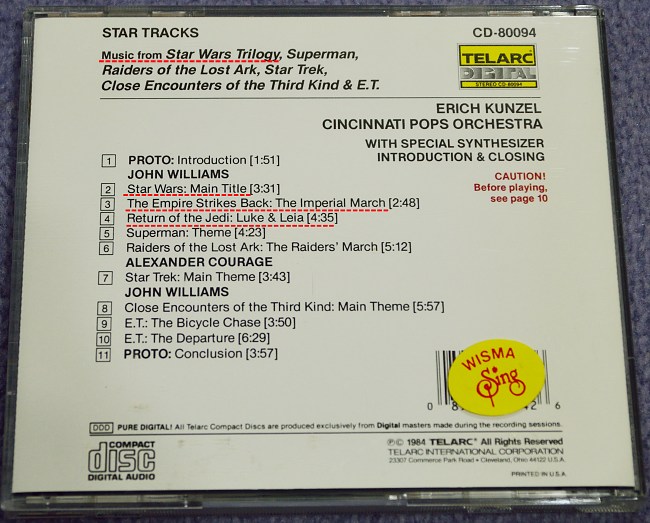 STAR TRACKS
CD-80094
Music from Star Wars Trilogy, Superman,
Raiders of the Lost Ark, Star Trek,
Close Encounters of the Third Kind & E.T.
TELARC
DIGITAL
STEREO CD-80094
ERICH KUNZEL
CINCINNATI POPS ORCHESTRA
WITH SPECIAL SYNTHESIZER
INTRODUCTION & CLOSING
CAUTION!
Before playing,
see page 10
1 PROTO: Introduction [1:51]
JOHN WILLIAMS
2 Star Wars: Main Title [3:31]
3 The Empire Strikes Back: The Imperial March [2:48]
4 Return of the Jedi: Luke & Leia [4:35]
5 Superman: Theme [4:23]
6 Raiders of the Lost Ark: The Raiders' March [5:12]
ALEXANDER COURAGE
7 Star Trek: Main Theme [3:43]
JOHN WILLIAMS
8 Close Encounters of the Third Kind: Main Theme [5:57]
9 E.T.: The Bicycle Chase [3:50]
10 E.T.: The Departure [6:29]
11 PROTO: Conclusion [3:57]
WISMA
Sing
0 8 2 6
DDD PURE DIGITAL! All Telarc Compact Discs are produced exclusively from Digital masters made during the recording sessions.
COMPACT
disc
DIGITAL AUDIO
℗© 1984 TELARC® All Rights Reserved
TELARC INTERNATIONAL CORPORATION
23307 Commerce Park Road • Cleveland, Ohio 44122 U.S.A.
PRINTED IN U.S.A.